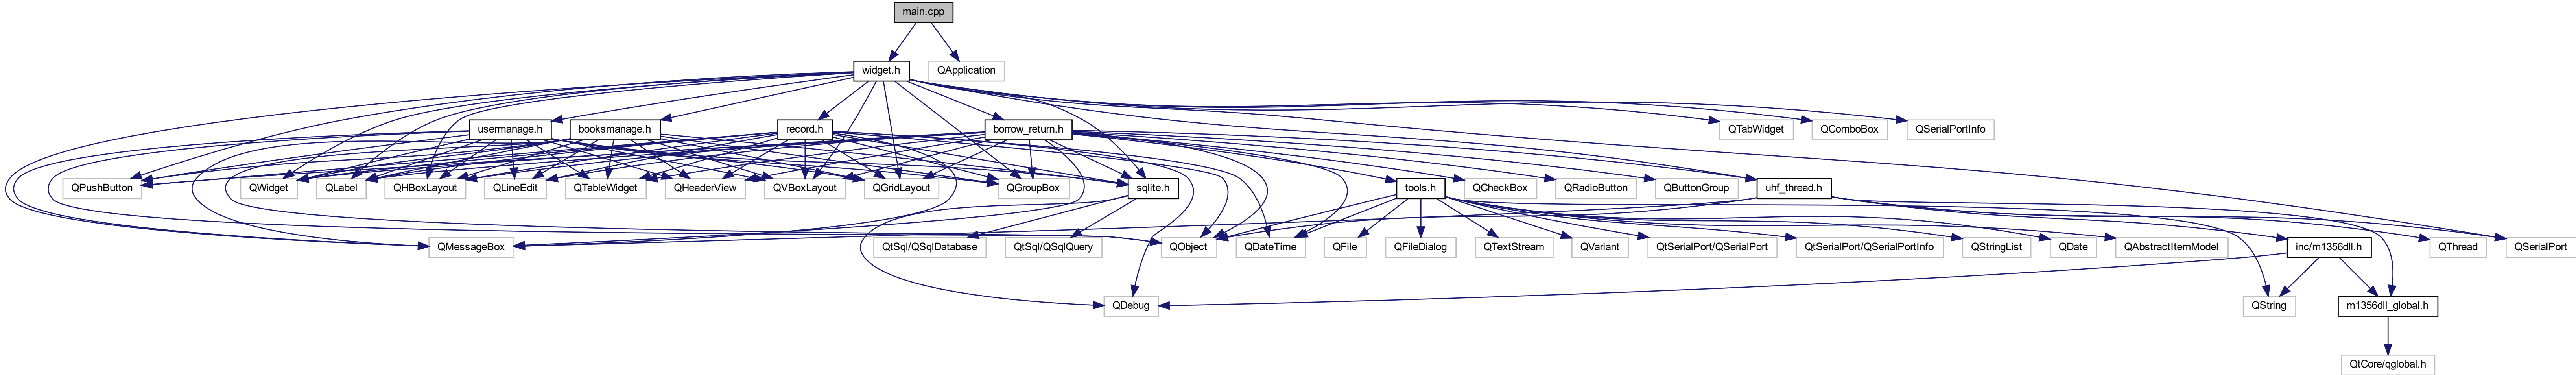 main.cpp
widget.h
QApplication
usermanage.h
booksmanage.h
record.h
borrow_return.h
QTabWidget
QComboBox
QSerialPortInfo
QPushButton
QWidget
QLabel
QHBoxLayout
QLineEdit
QTableWidget
QHeaderView
QVBoxLayout
QGridLayout
QGroupBox
sqlite.h
tools.h
QCheckBox
QRadioButton
QButtonGroup
uhf_thread.h
QMessageBox
QtSql/QSqlDatabase
QtSql/QSqlQuery
QObject
QDateTime
QFile
QFileDialog
QTextStream
QVariant
QtSerialPort/QSerialPort
QtSerialPort/QSerialPortInfo
QStringList
QDate
QAbstractItemModel
inc/m1356dll.h
QThread
QSerialPort
QDebug
QString
m1356dll_global.h
QtCore/qglobal.h